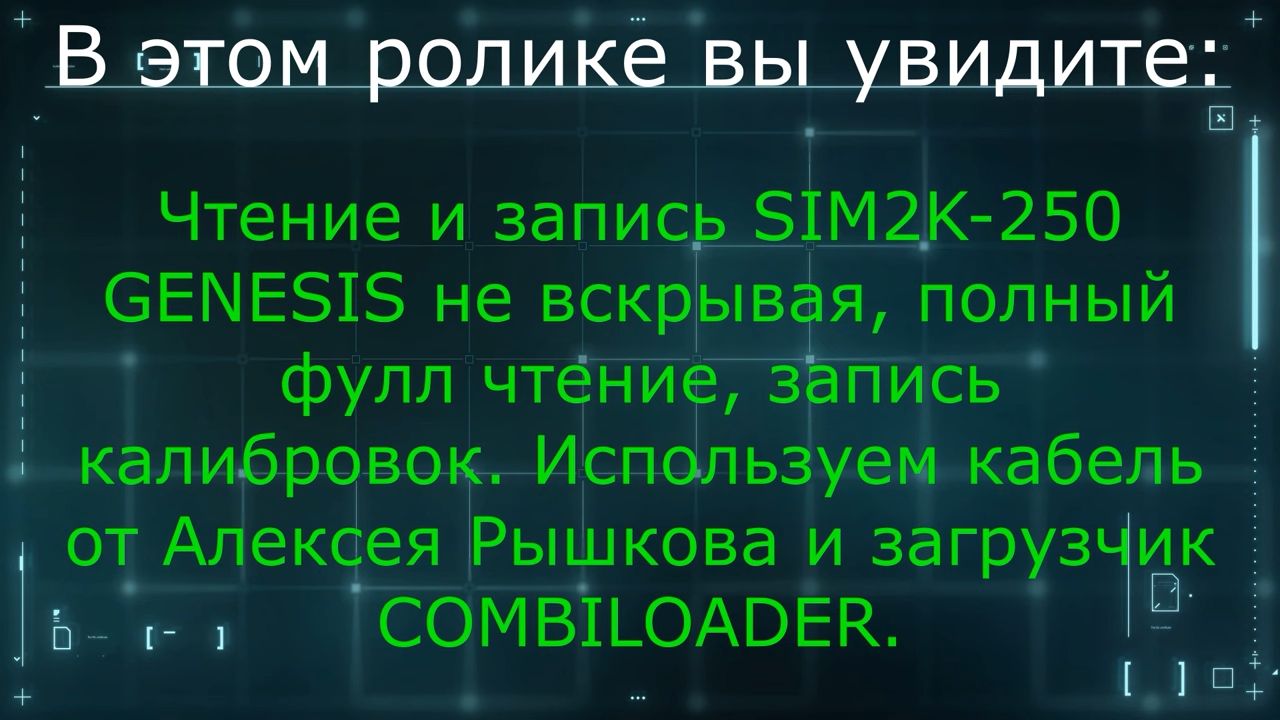 В этом ролике вы увидите:
Чтение и запись SIM2K-250
GENESIS не вскрывая, полный
фулл чтение, запись
калибровок. Используем кабель
от Алексея Рышкова и загрузчик
COMBILOADER.